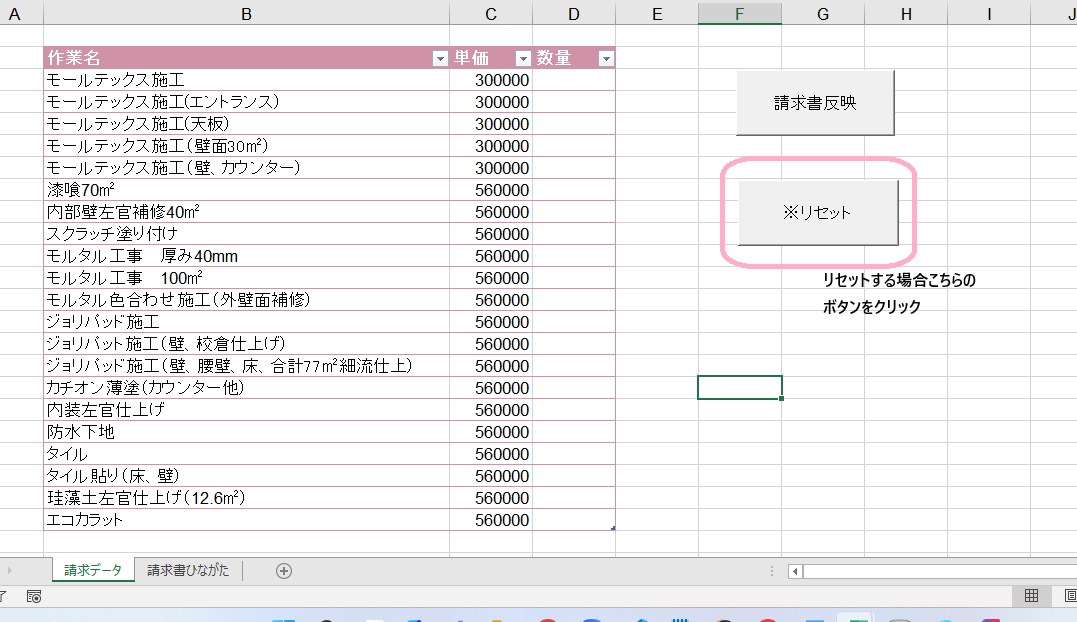 A B C D E F G H I J
作業名 単価 数量
モールテックス施工 300000
モールテックス施工(エントランス) 300000
モールテックス施工(天板) 300000
モールテックス施工(壁面30㎡) 300000
モールテックス施工(壁、カウンター) 300000
漆喰70㎡ 560000
内部壁左官補修40㎡ 560000
スクラッチ塗り付け 560000
モルタル工事　厚み40mm 560000
モルタル工事　100㎡ 560000
モルタル色合わせ施工(外壁面補修) 560000
ジョリパッド施工 560000
ジョリパット施工(壁、校倉仕上げ) 560000
ジョリパッド施工(壁、腰壁、床、合計77㎡細流仕上) 560000
カチオン薄塗(カウンター他) 560000
内装左官仕上げ 560000
防水下地 560000
タイル 560000
タイル貼り(床、壁) 560000
珪藻土左官仕上げ(12.6㎡) 560000
エコカラット 560000
請求書反映
※リセット
リセットする場合こちらの
ボタンをクリック
請求データ 請求書ひながた